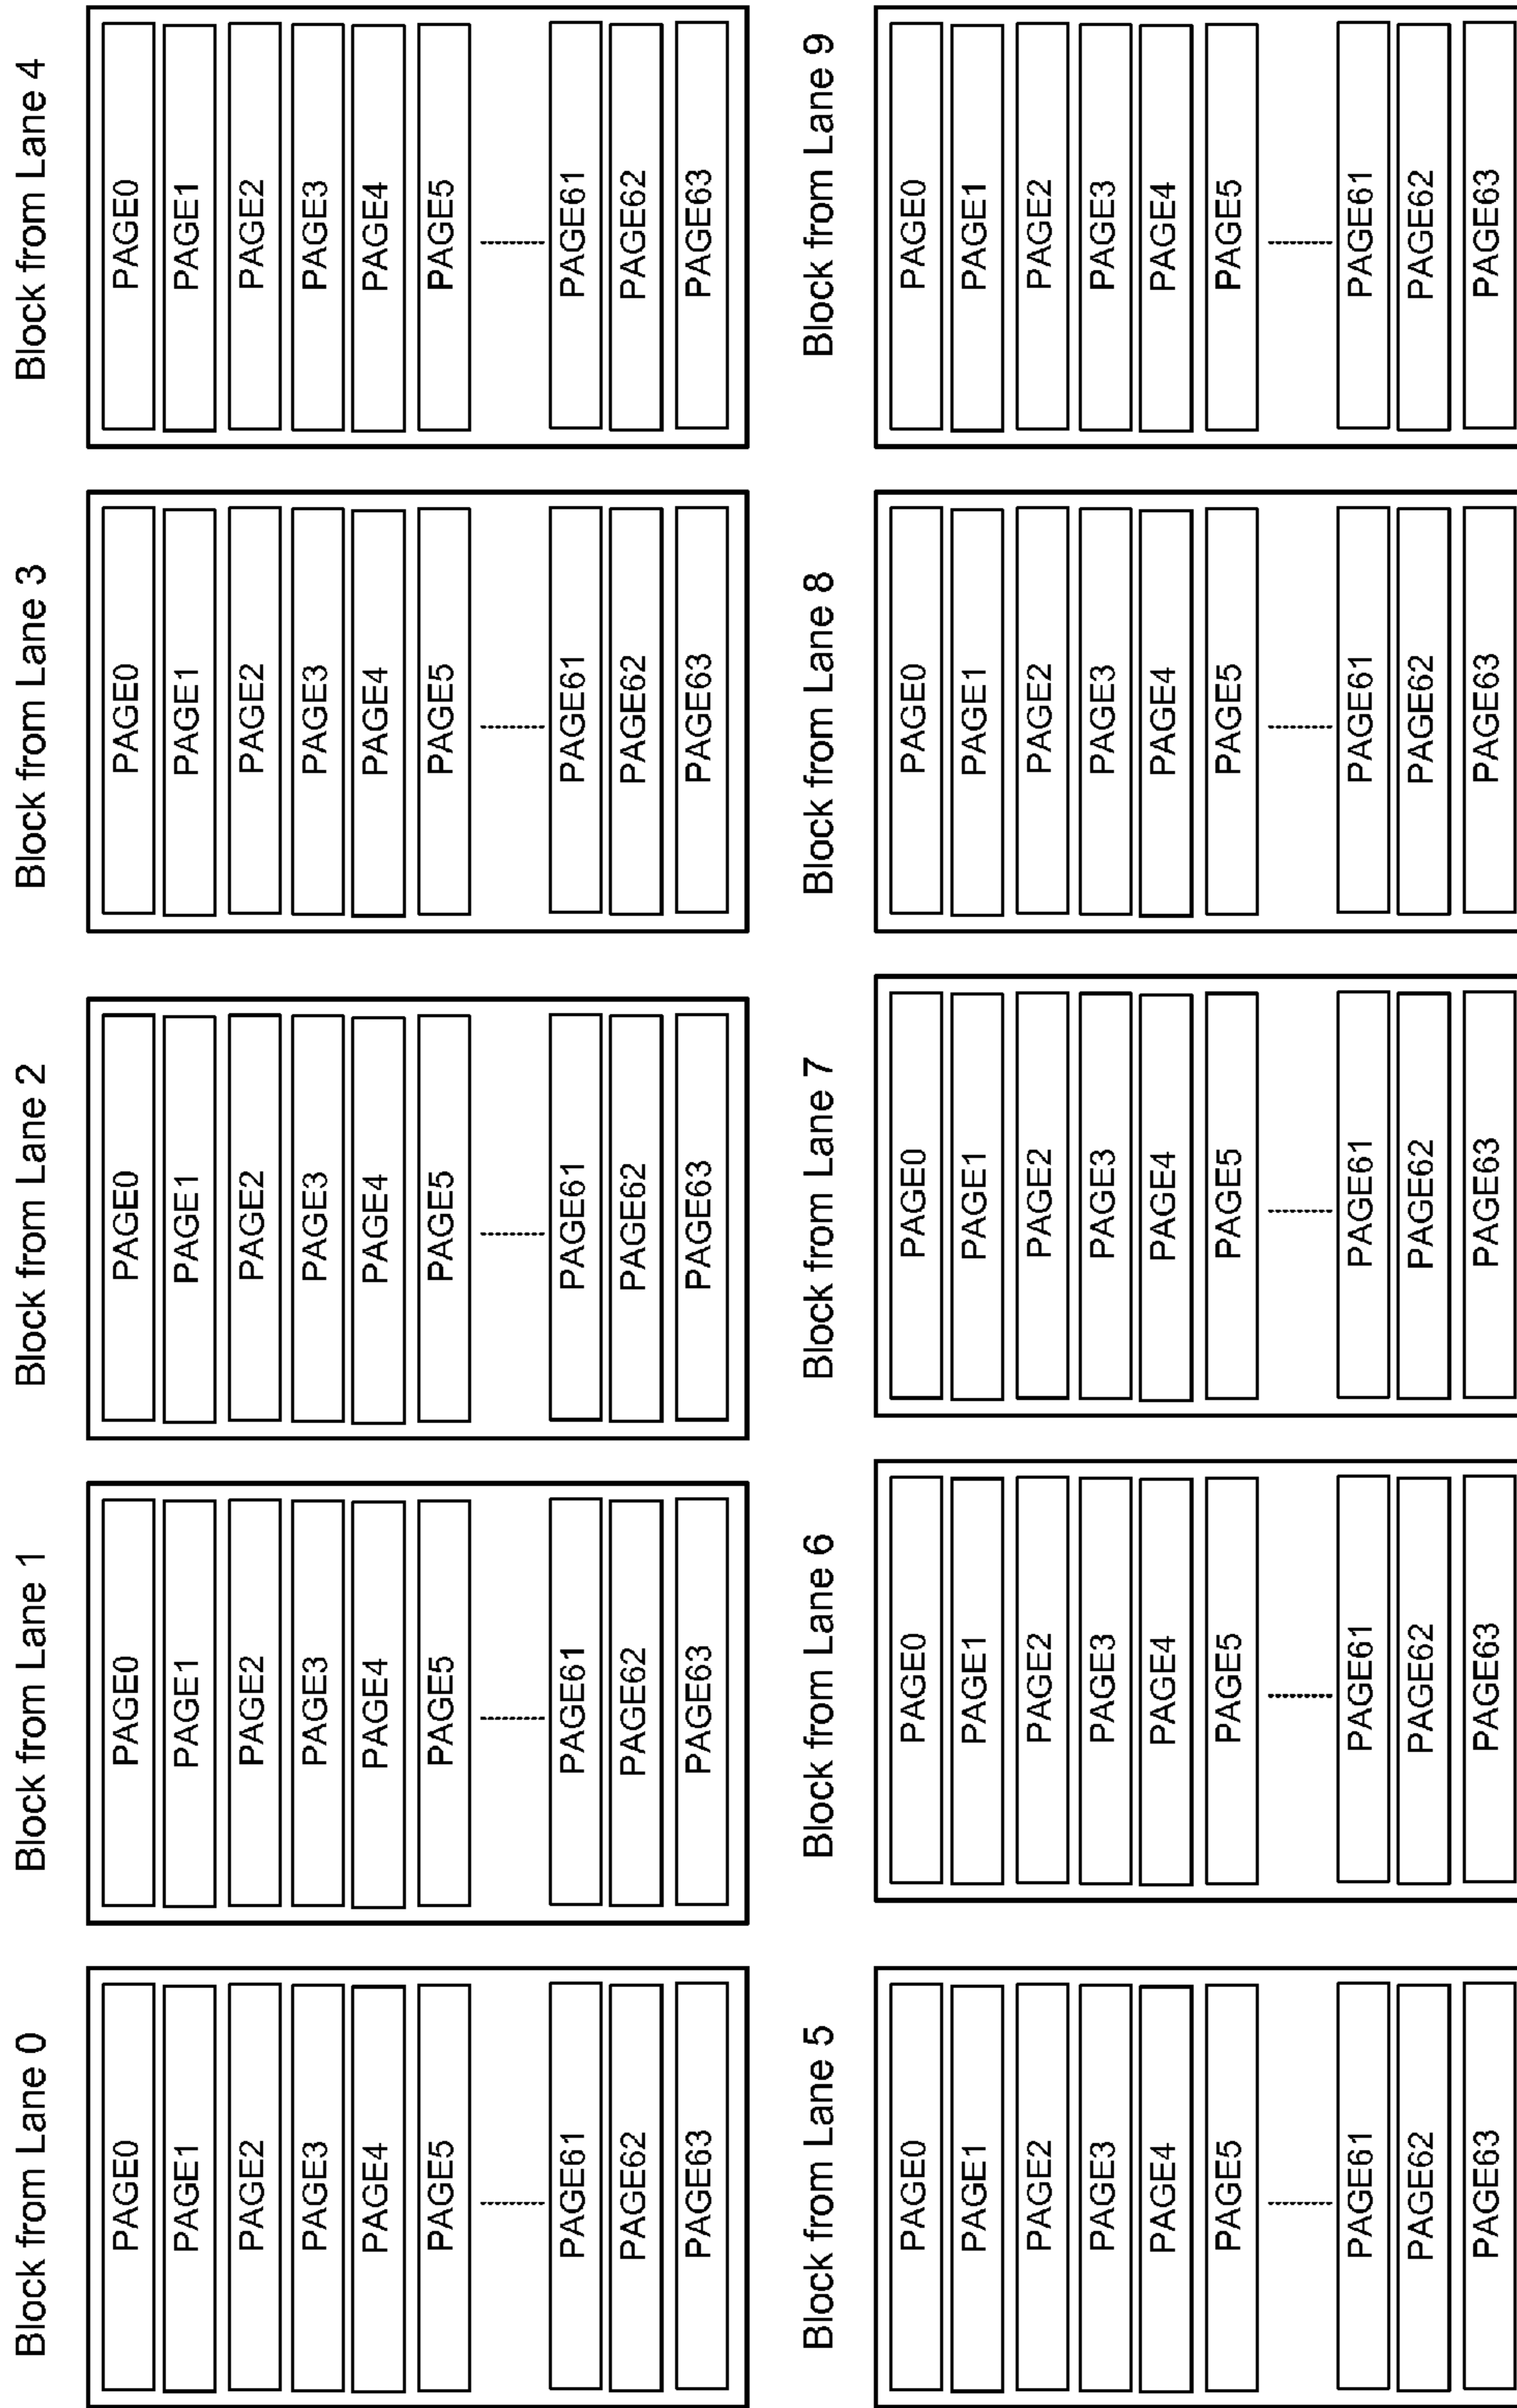 Block from Lane 0
PAGE0
PAGE1
PAGE2
PAGE3
PAGE4
PAGE5
PAGE61
PAGE62
PAGE63
Block from Lane 1
PAGE0
PAGE1
PAGE2
PAGE3
PAGE4
PAGE5
PAGE61
PAGE62
PAGE63
Block from Lane 2
PAGE0
PAGE1
PAGE2
PAGE3
PAGE4
PAGE5
PAGE61
PAGE62
PAGE63
Block from Lane 3
PAGE0
PAGE1
PAGE2
PAGE3
PAGE4
PAGE5
PAGE61
PAGE62
PAGE63
Block from Lane 4
PAGE0
PAGE1
PAGE2
PAGE3
PAGE4
PAGE5
PAGE61
PAGE62
PAGE63
Block from Lane 5
PAGE0
PAGE1
PAGE2
PAGE3
PAGE4
PAGE5
PAGE61
PAGE62
PAGE63
Block from Lane 6
PAGE0
PAGE1
PAGE2
PAGE3
PAGE4
PAGE5
PAGE61
PAGE62
PAGE63
Block from Lane 7
PAGE0
PAGE1
PAGE2
PAGE3
PAGE4
PAGE5
PAGE61
PAGE62
PAGE63
Block from Lane 8
PAGE0
PAGE1
PAGE2
PAGE3
PAGE4
PAGE5
PAGE61
PAGE62
PAGE63
Block from Lane 9
PAGE0
PAGE1
PAGE2
PAGE3
PAGE4
PAGE5
PAGE61
PAGE62
PAGE63